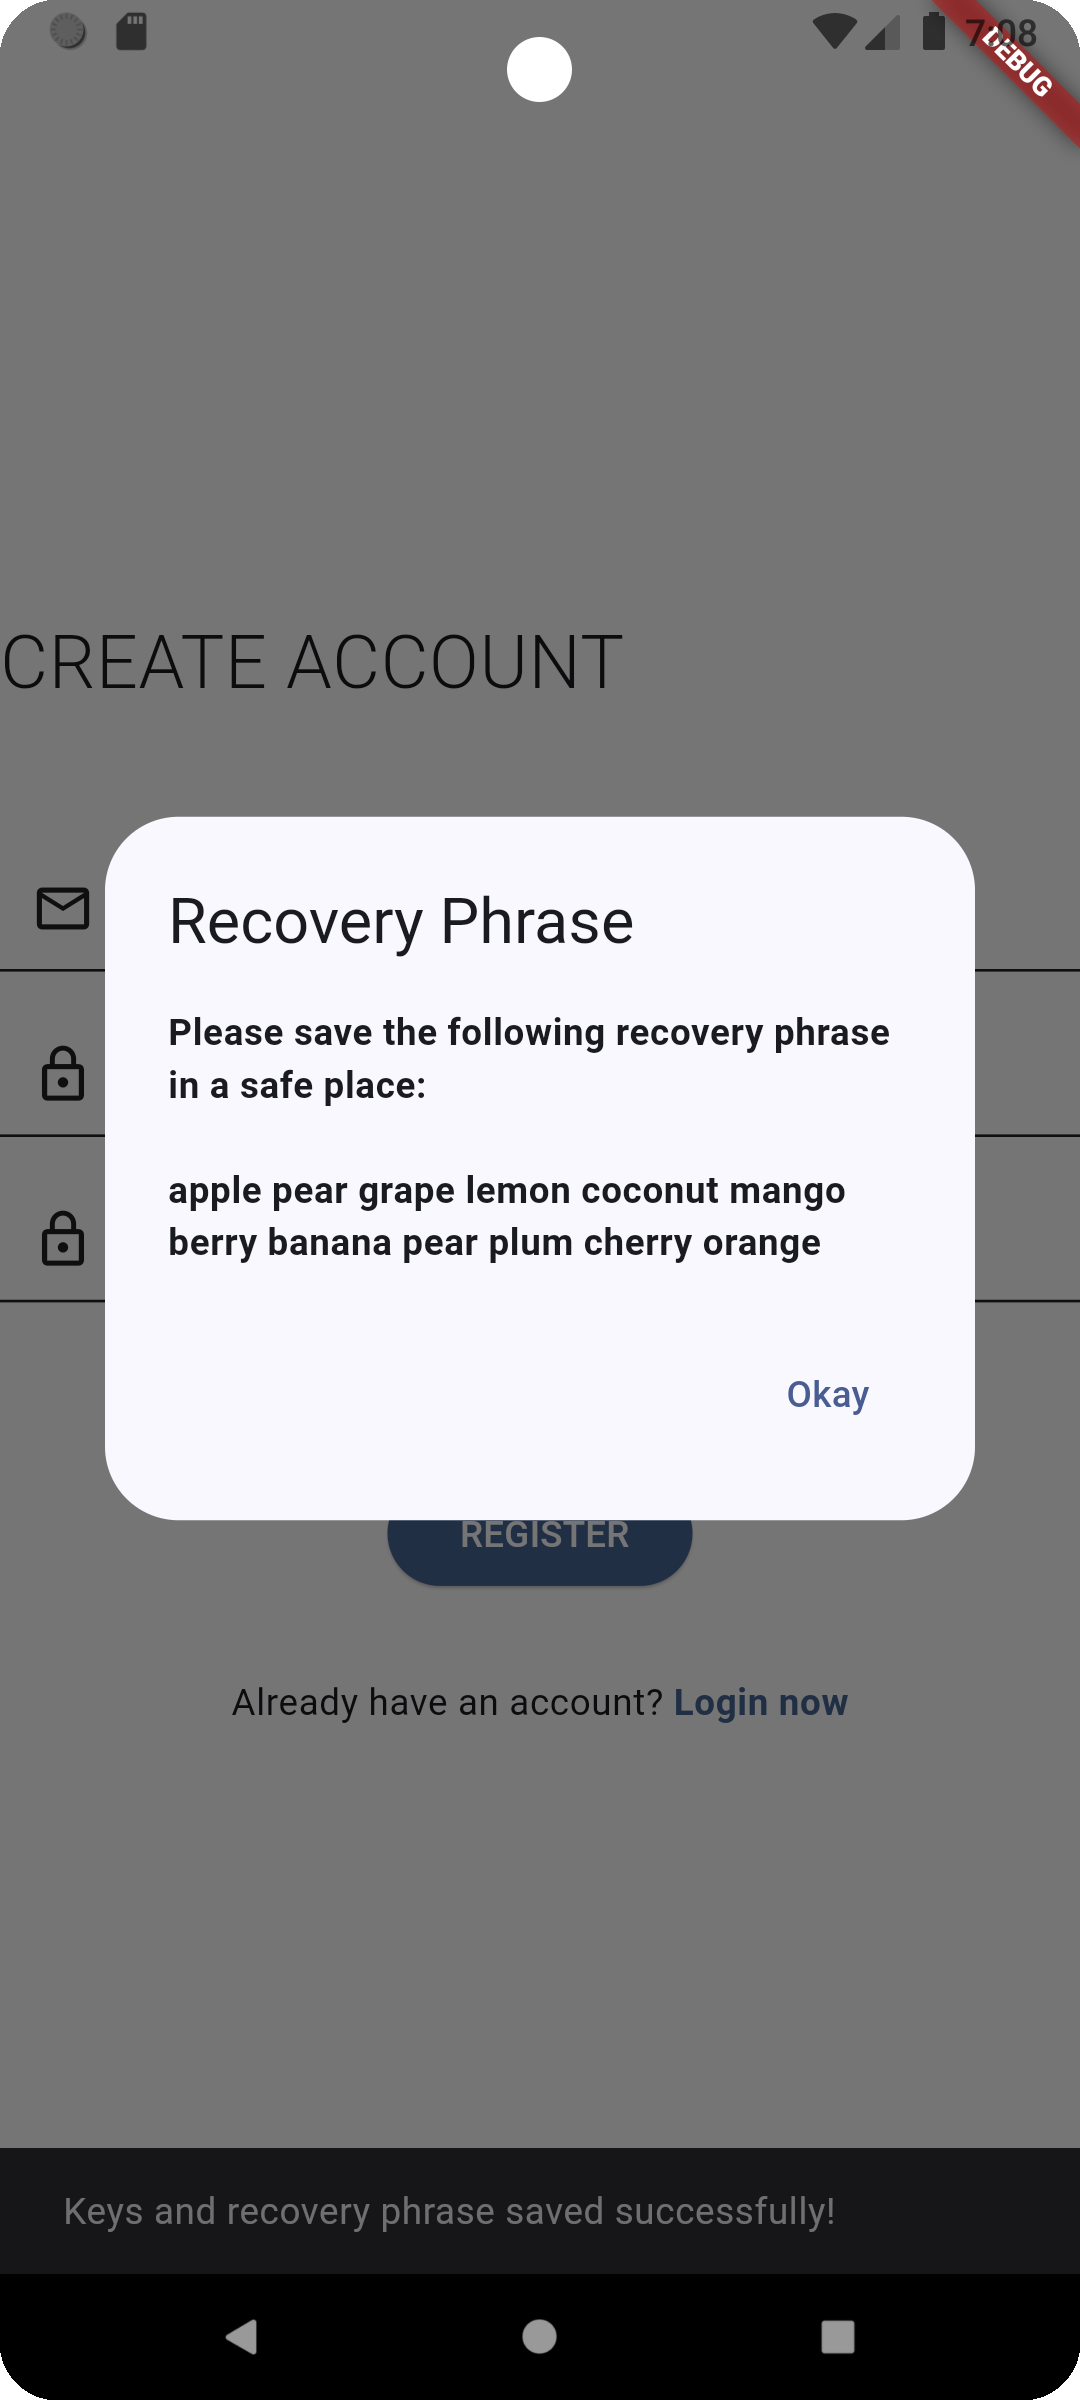 7:08
DEBUG
CREATE ACCOUNT
Recovery Phrase
Please save the following recovery phrase
in a safe place:
apple pear grape lemon coconut mango
berry banana pear plum cherry orange
Okay
REGISTER
Already have an account? Login now
Keys and recovery phrase saved successfully!